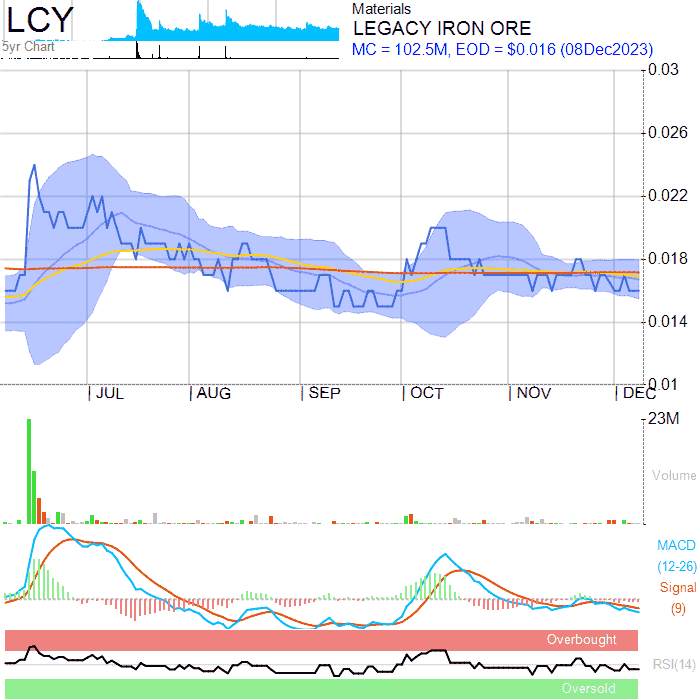 LCY
5yr Chart
Materials
LEGACY IRON ORE
MC = 102.5M, EOD = $0.016 (08Dec2023)
0.03
0.026
0.022
0.018
0.014
0.01
JUL AUG SEP OCT NOV DEC
23M
Volume
MACD
(12-26)
Signal
(9)
Overbought
RSI(14)
Oversold